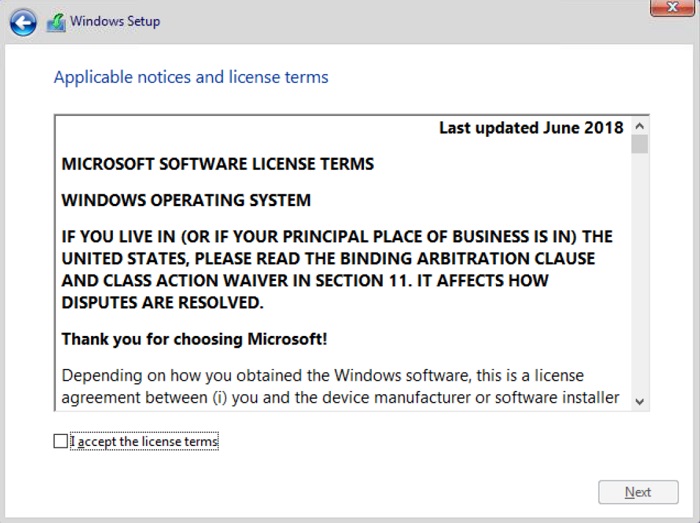 Windows Setup
Applicable notices and license terms
Last updated June 2018
MICROSOFT SOFTWARE LICENSE TERMS
WINDOWS OPERATING SYSTEM
IF YOU LIVE IN (OR IF YOUR PRINCIPAL PLACE OF BUSINESS IS IN) THE
UNITED STATES, PLEASE READ THE BINDING ARBITRATION CLAUSE
AND CLASS ACTION WAIVER IN SECTION 11. IT AFFECTS HOW
DISPUTES ARE RESOLVED.
Thank you for choosing Microsoft!
Depending on how you obtained the Windows software, this is a license
agreement between (i) you and the device manufacturer or software installer
I accept the license terms
Next